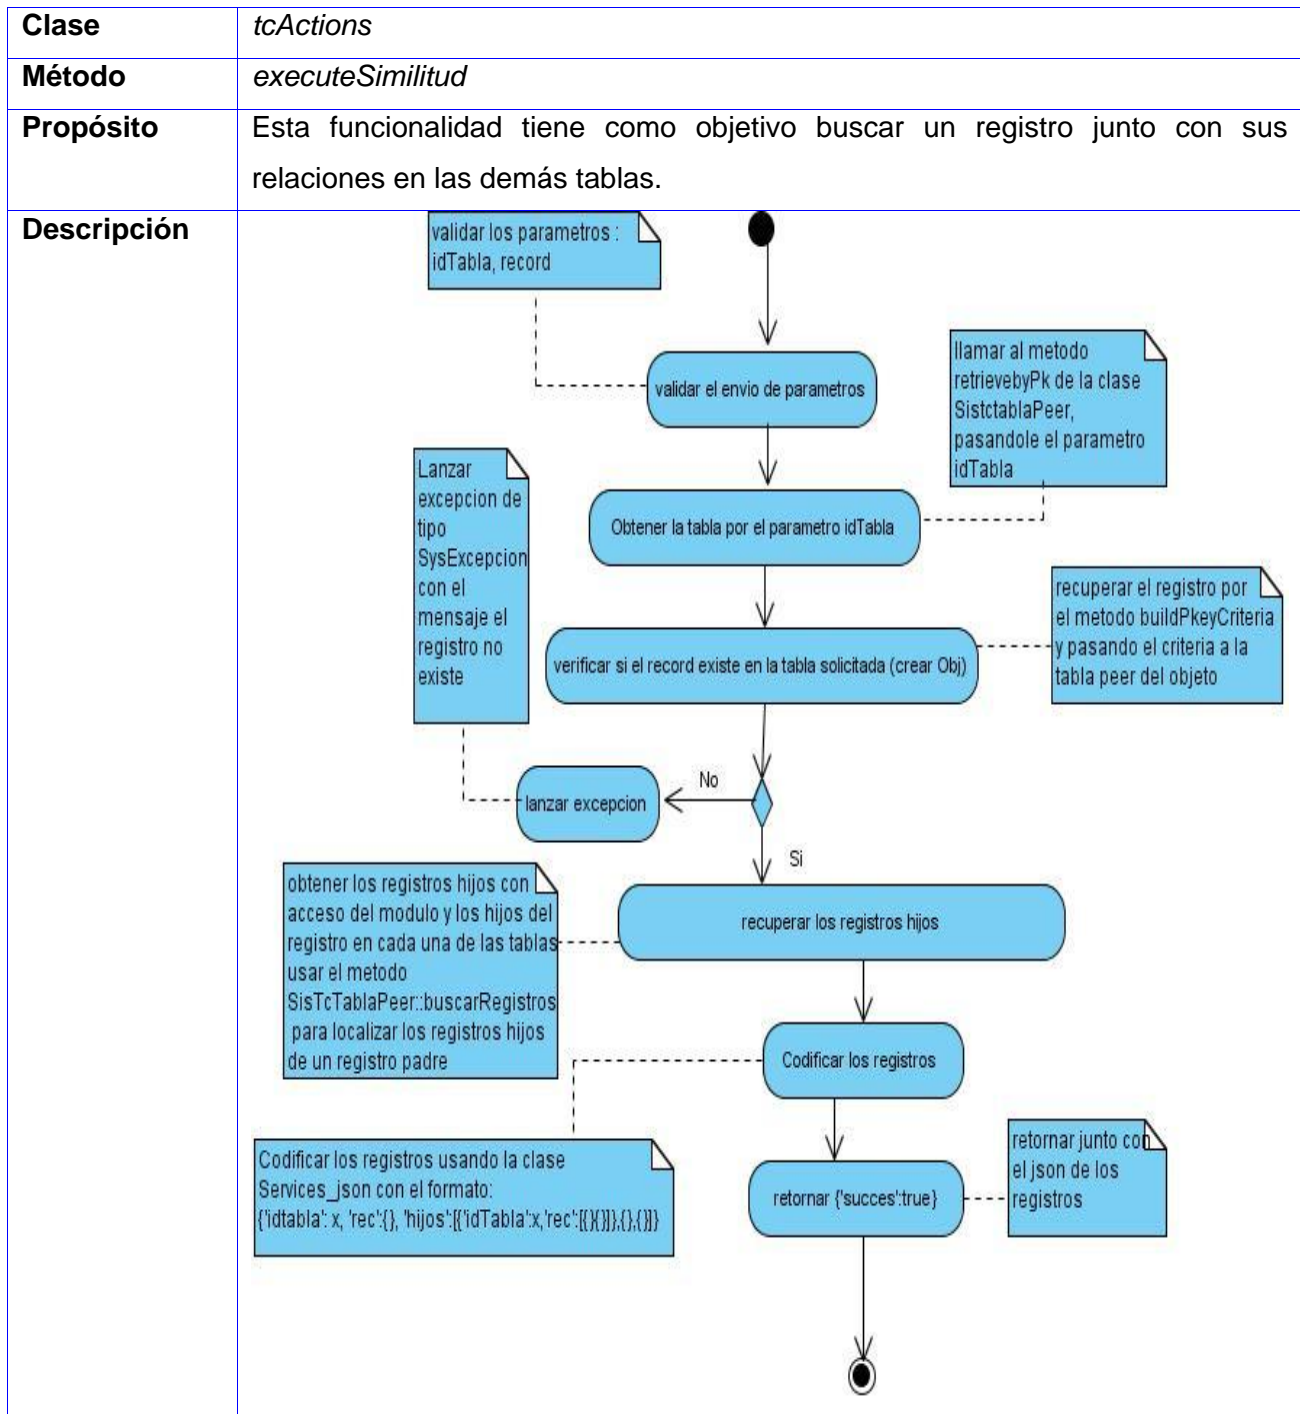 Clase
tcActions
Método
executeSimilitud
Propósito
Esta funcionalidad tiene como objetivo buscar un registro junto con sus
relaciones en las demás tablas.
Descripción
validar los parametros :
idTabla, record
validar el envio de parametros
llamar al metodo
retrievebyPk de la clase
SistctablaPeer,
pasandole el parametro
idTabla
Lanzar
excepcion de
tipo
SysExcepcion
con el
mensaje el
registro no
existe
Obtener la tabla por el parametro idTabla
recuperar el registro por
el metodo buildPkeyCriteria
y pasando el criteria a la
tabla peer del objeto
verificar si el record existe en la tabla solicitada (crear Obj)
No
lanzar excepcion
Si
obtener los registros hijos con
acceso del modulo y los hijos del
registro en cada una de las tablas
usar el metodo
SisTcTablaPeer::buscarRegistros
para localizar los registros hijos
de un registro padre
recuperar los registros hijos
Codificar los registros
Codificar los registros usando la clase
Services_json con el formato:
{'idtabla': x, 'rec':{}, 'hijos':[{'idTabla':x,'rec':[{}{}]},{},{}]}
retornar {'succes':true}
retornar junto con
el json de los
registros